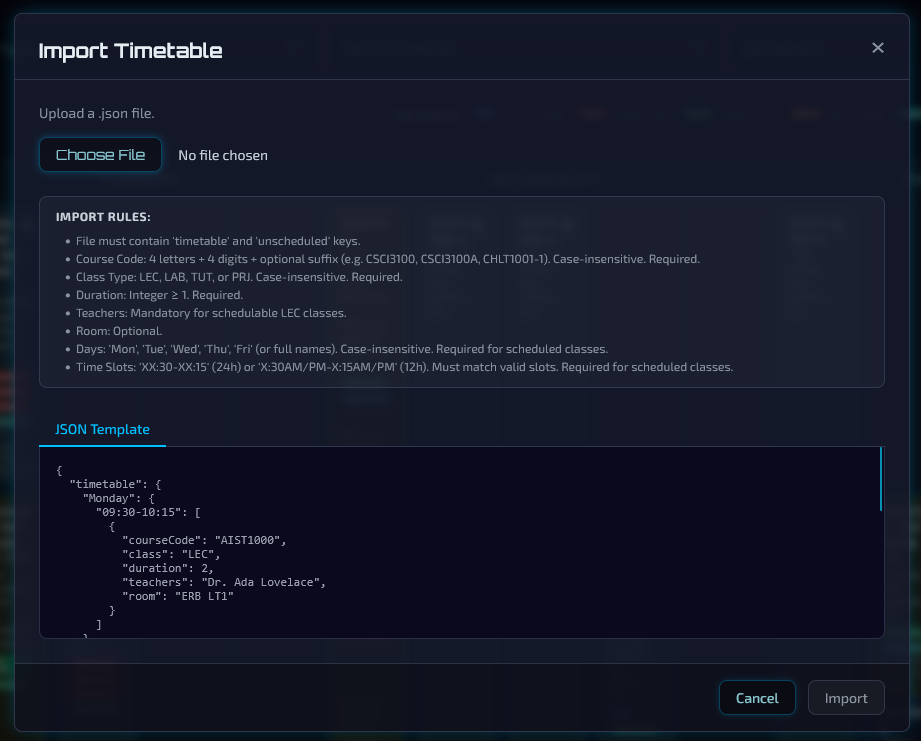 Import Timetable
×
Upload a .json file.
Choose File No file chosen
IMPORT RULES:
• File must contain 'timetable' and 'unscheduled' keys.
• Course Code: 4 letters + 4 digits + optional suffix (e.g. CSCI3100, CSCI3100A, CHLT1001-1). Case-insensitive. Required.
• Class Type: LEC, LAB, TUT, or PRJ. Case-insensitive. Required.
• Duration: Integer ≥ 1. Required.
• Teachers: Mandatory for schedulable LEC classes.
• Room: Optional.
• Days: 'Mon', 'Tue', 'Wed', 'Thu', 'Fri' (or full names). Case-insensitive. Required for scheduled classes.
• Time Slots: 'XX:30-XX:15' (24h) or 'X:30AM/PM-X:15AM/PM' (12h). Must match valid slots. Required for scheduled classes.
JSON Template
{
  "timetable": {
    "Monday": {
      "09:30-10:15": [
        {
          "courseCode": "AIST1000",
          "class": "LEC",
          "duration": 2,
          "teachers": "Dr. Ada Lovelace",
          "room": "ERB LT1"
        }
      ]
    }
Cancel Import